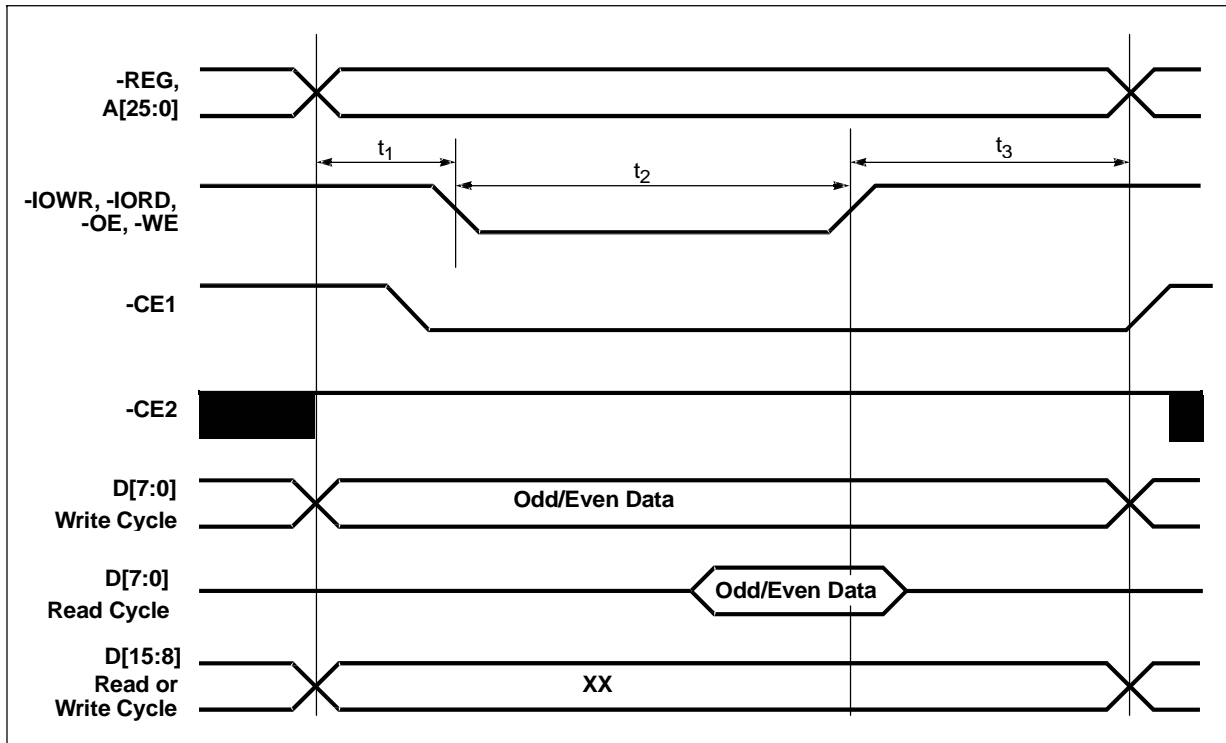 -REG,
A[25:0]
t1
t2
t3
-IOWR, -IORD,
-OE, -WE
-CE1
-CE2
D[7:0]
Write Cycle
Odd/Even Data
D[7:0]
Read Cycle
Odd/Even Data
D[15:8]
Read or
Write Cycle
XX